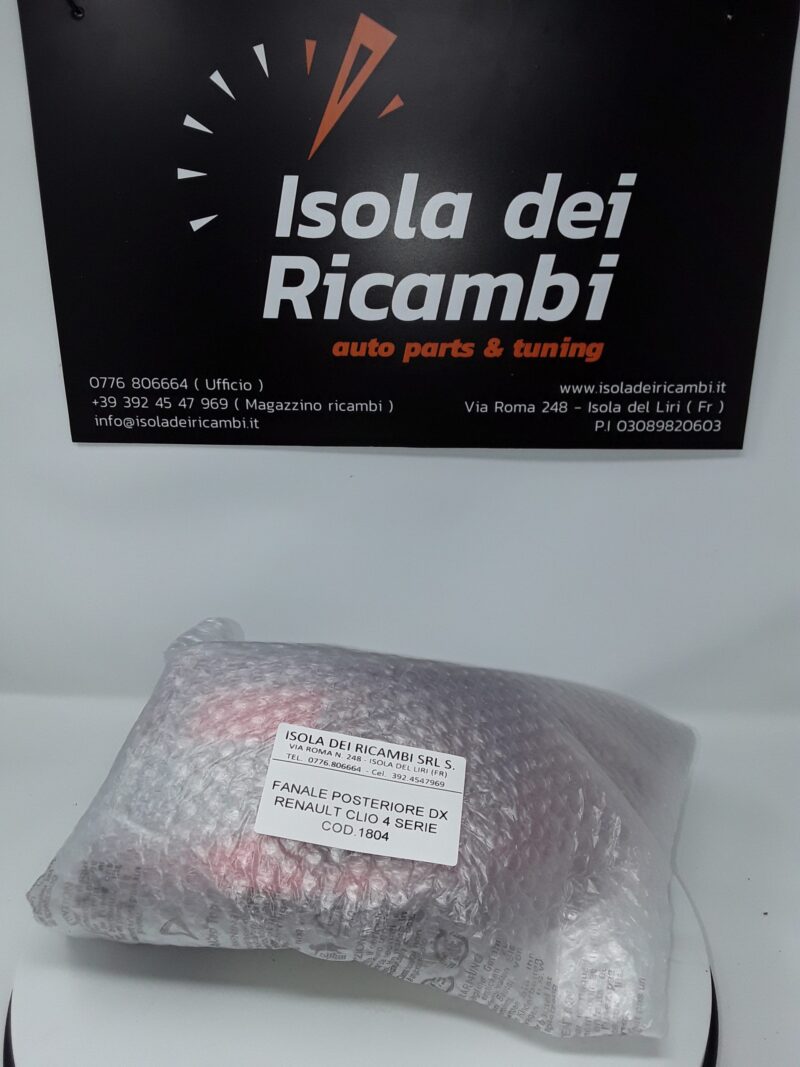 Isola dei
Ricambi
auto parts & tuning
0776 806664 ( Ufficio )
+39 392 45 47 969 ( Magazzino ricambi )
info@isoladeiricambi.it
www.isoladeiricambi.it
Via Roma 248 - Isola del Liri ( Fr )
P.I 03089820603
ISOLA DEI RICAMBI SRL S.
VIA ROMA N. 248 - ISOLA DEL LIRI (FR)
TEL. 0776.806664 - Cel. 392.4547969
FANALE POSTERIORE DX
RENAULT CLIO 4 SERIE
COD.1804
WARNING